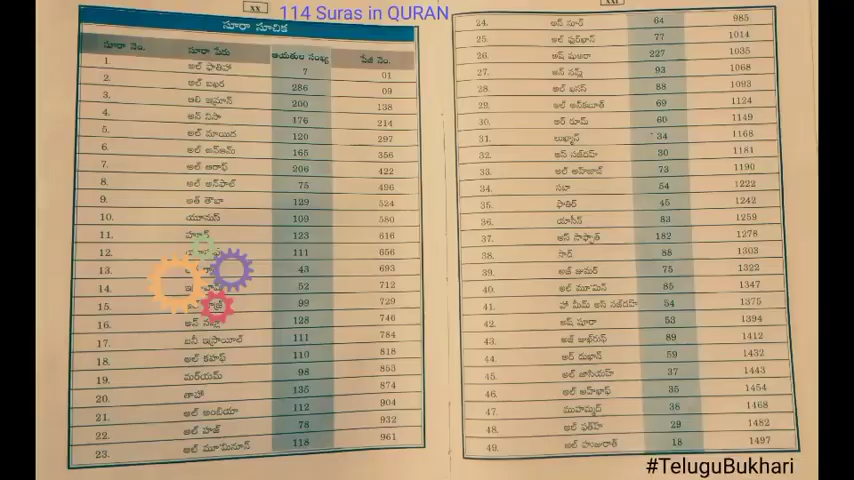 XX
114 Suras in QURAN
సూరా సూచిక
సూరా నెం. సూరా పేరు ఆయతుల సంఖ్య పేజి నెం.
1. అల్ ఫాతిహా 7 01
2. అల్ బఖర 286 09
3. ఆలి ఇమ్రాన్ 200 138
4. అన్ నిసా 176 214
5. అల్ మాయిద 120 297
6. అల్ అన్ఆమ్ 165 356
7. అల్ ఆరాఫ్ 206 422
8. అల్ అన్ఫాల్ 75 496
9. అత్ తౌబా 129 524
10. యూనుస్ 109 580
11. హూద్ 123 616
12. 111 656
13. 43 693
14. 52 712
15. 99 729
16. అన్ నహ్ల్ 128 746
17. బనీ ఇస్రాయీల్ 111 784
18. అల్ కహఫ్ 110 818
19. మర్యమ్ 98 853
20. తాహా 135 874
21. అల్ అంబియా 112 904
22. అల్ హజ్ 78 932
23. అల్ మూ'మినూన్ 118 961
XXI
24. అన్ నూర్ 64 985
25. అల్ ఫుర్ఖాన్ 77 1014
26. అష్ షుఅరా 227 1035
27. అన్ నమ్ల్ 93 1068
28. అల్ ఖసస్ 88 1093
29. అల్ అన్కబూత్ 69 1124
30. అర్ రూమ్ 60 1149
31. లుఖ్మాన్ 34 1168
32. అస్ సజ్దహ్ 30 1181
33. అల్ అహ్జాబ్ 73 1190
34. సబా 54 1222
35. ఫాతిర్ 45 1242
36. యాసీన్ 83 1259
37. అస్ సాఫ్ఫాత్ 182 1278
38. సాద్ 88 1303
39. అజ్ జుమర్ 75 1322
40. అల్ మూ'మిన్ 85 1347
41. హా మీమ్ అస్ సజ్దహ్ 54 1375
42. అష్ షూరా 53 1394
43. అజ్ జుఖ్రుఫ్ 89 1412
44. అద్ దుఖాన్ 59 1432
45. అల్ జాసియహ్ 37 1443
46. అల్ అహ్ఖాఫ్ 35 1454
47. ముహమ్మద్ 38 1468
48. అల్ ఫత్హ్ 29 1482
49. అల్ హుజురాత్ 18 1497
#TeluguBukhari